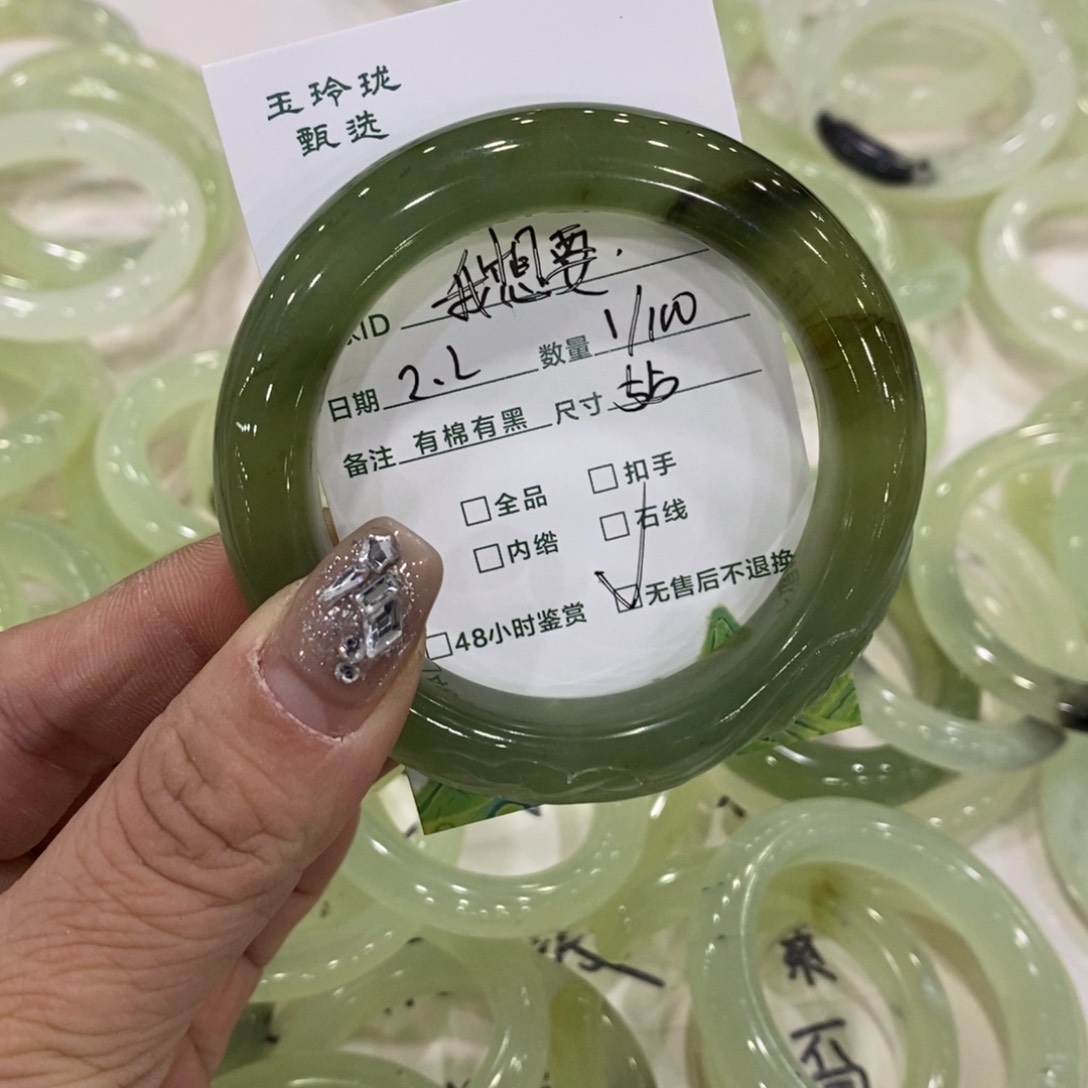 玉玲珑
甄选
ID 我想要.
日期 2.2 数量 1/100
备注 有棉有黑 尺寸 56
□全品 □扣手
□内绺 □石线
□48小时鉴赏 ☑无售后不退换